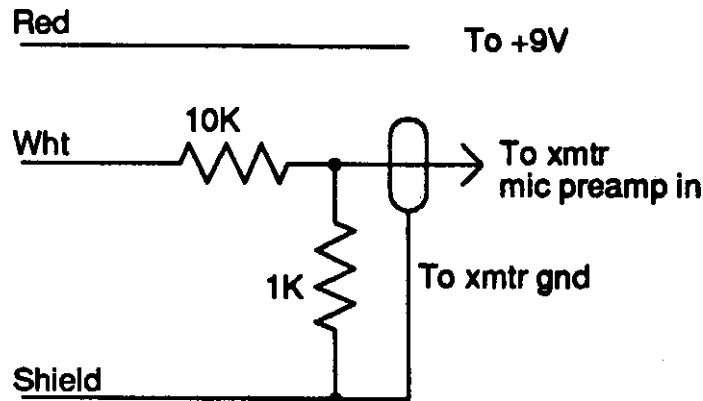 Red
To +9V
10K
Wht
To xmtr
mic preamp in
1K
To xmtr gnd
Shield